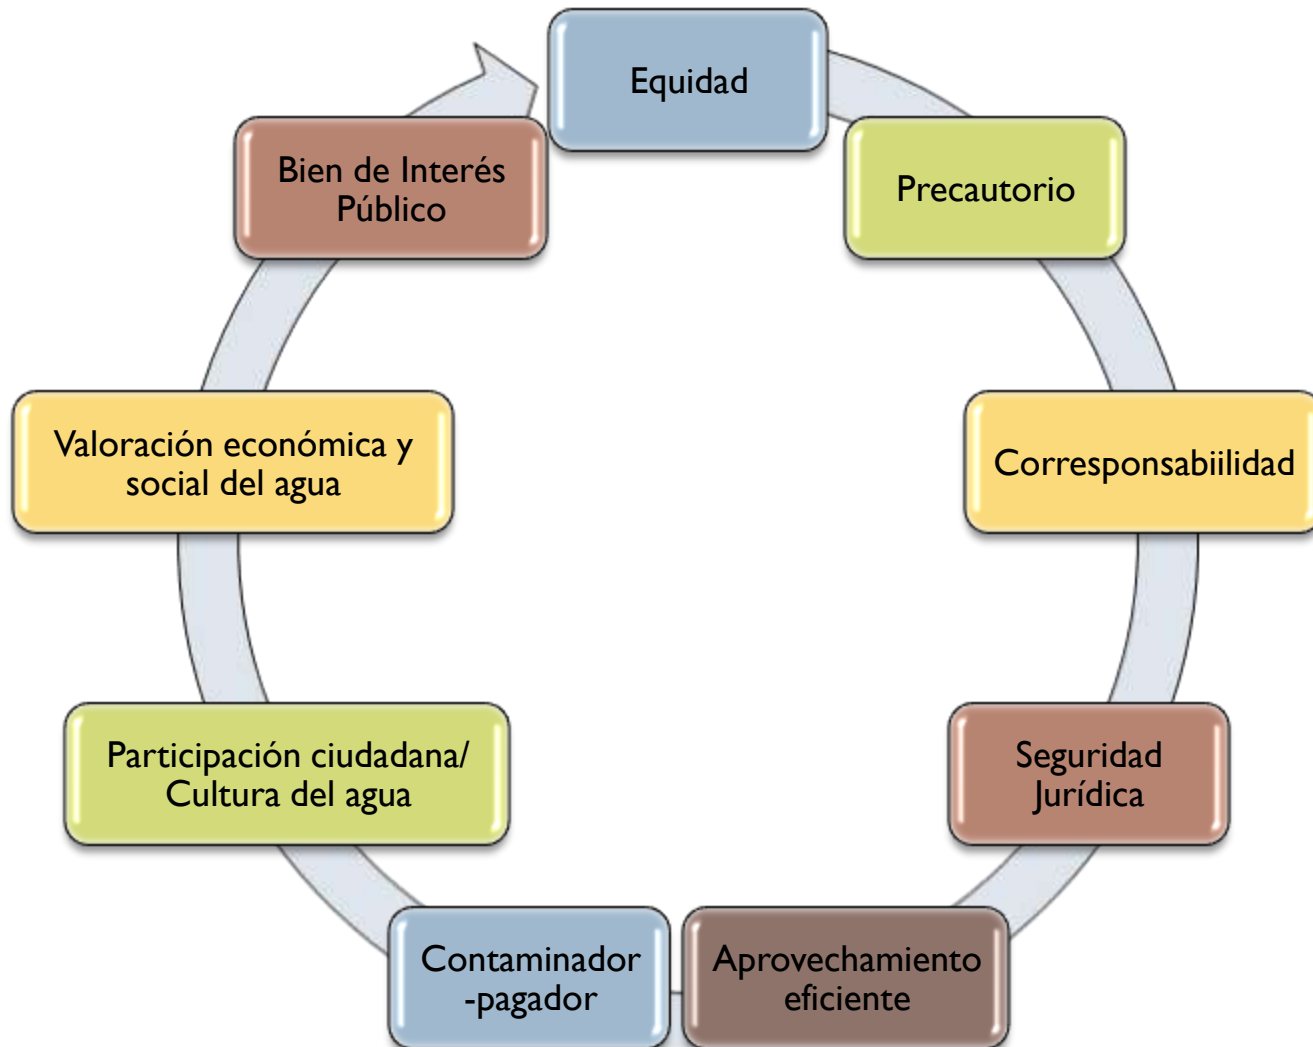 Equidad
Precautorio
Corresponsabiilidad
Seguridad
Jurídica
Aprovechamiento
eficiente
Contaminador
-pagador
Participación ciudadana/
Cultura del agua
Valoración económica y
social del agua
Bien de Interés
Público